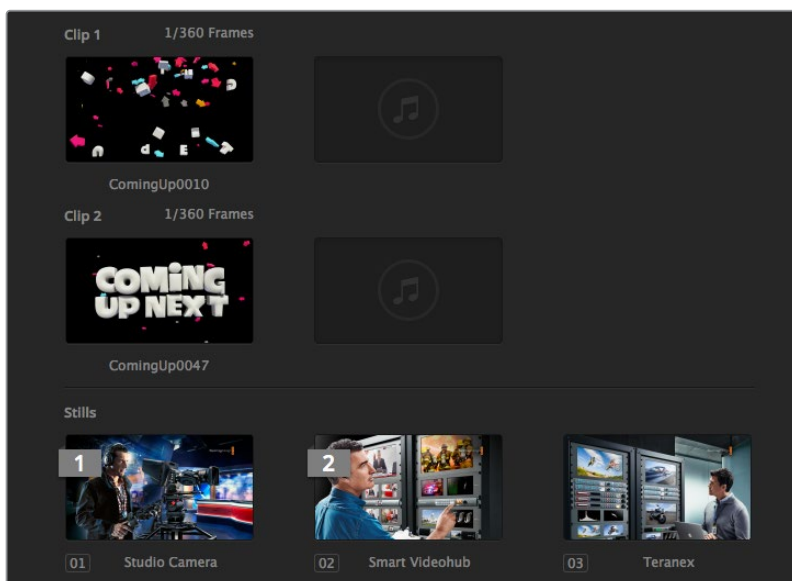 Clip 1 1/360 Frames
ComingUp0010
Clip 2 1/360 Frames
COMiNG
UP NEXT
ComingUp0047
Stills
1 2
01 Studio Camera 02 Smart Videohub 03 Teranex